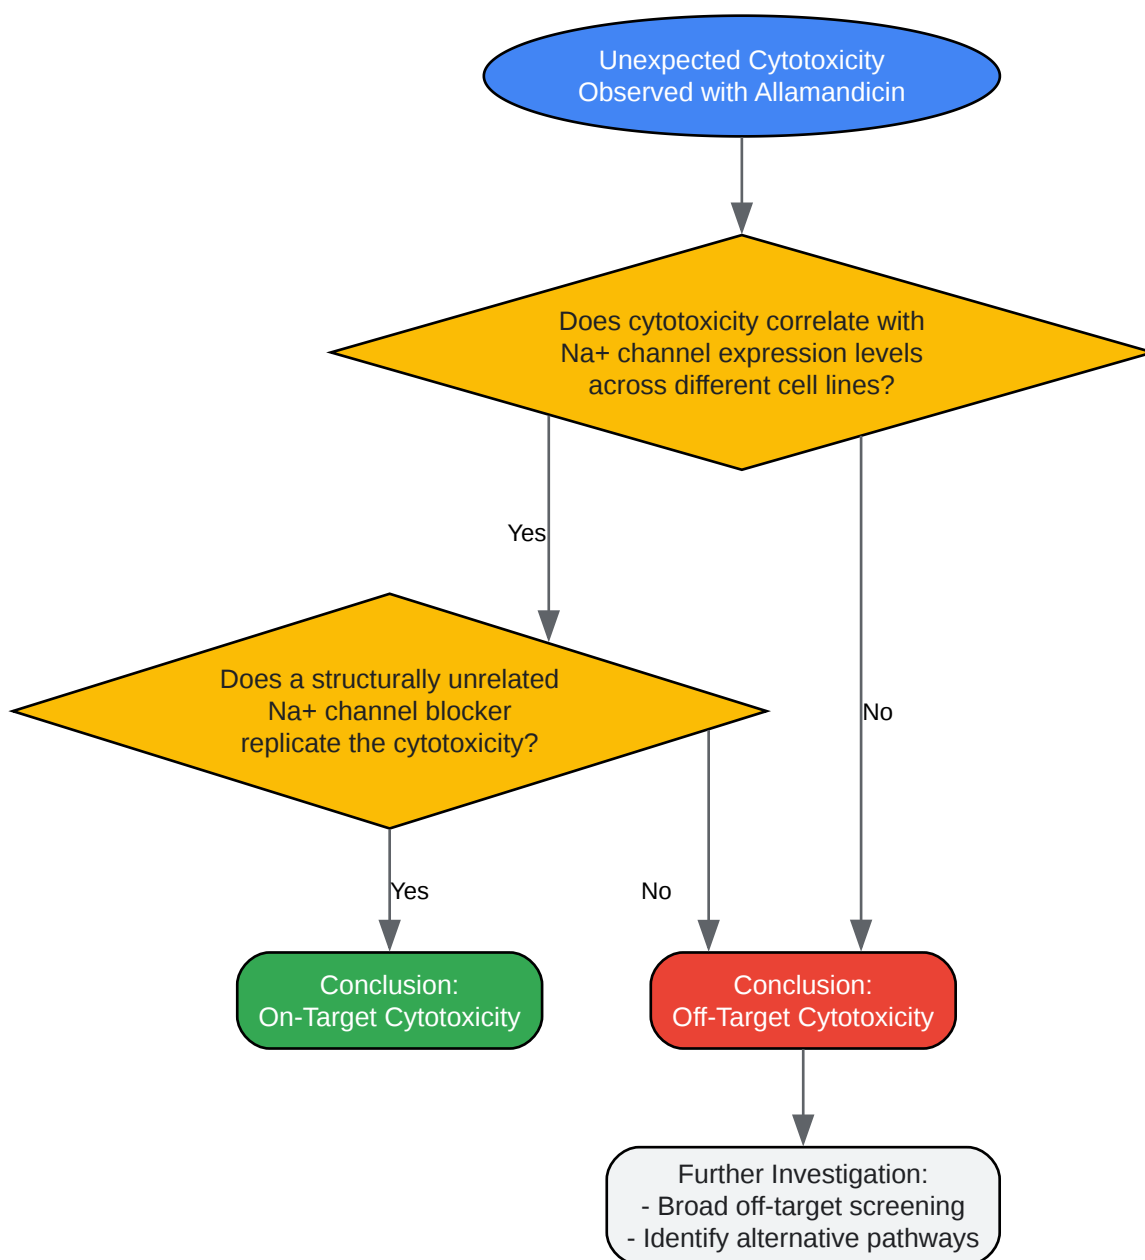 Unexpected Cytotoxicity
Observed with Allamandicin
Does cytotoxicity correlate with
Na+ channel expression levels
across different cell lines?
Yes
Does a structurally unrelated
Na+ channel blocker
replicate the cytotoxicity?
No
Yes
No
Conclusion:
On-Target Cytotoxicity
Conclusion:
Off-Target Cytotoxicity
Further Investigation:
- Broad off-target screening
- Identify alternative pathways